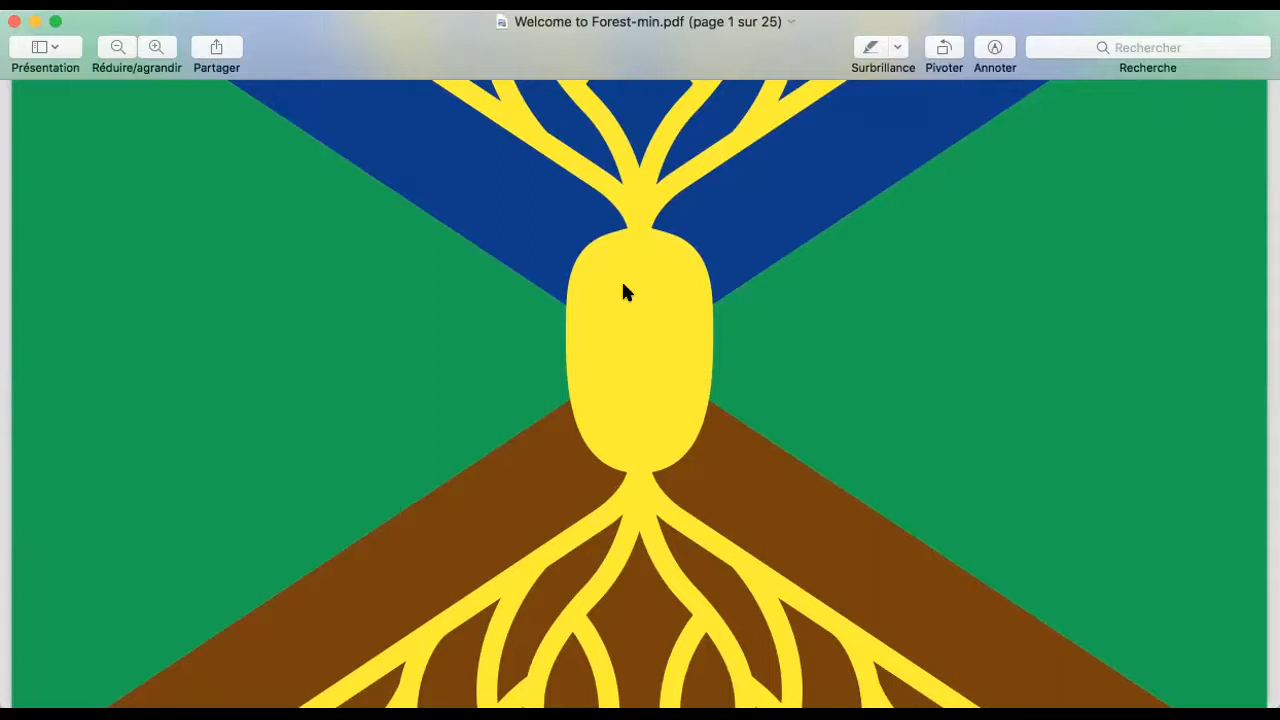 Welcome to Forest-min.pdf (page 1 sur 25)
Présentation
Réduire/agrandir
Partager
Surbrillance
Pivoter
Annoter
Rechercher
Recherche